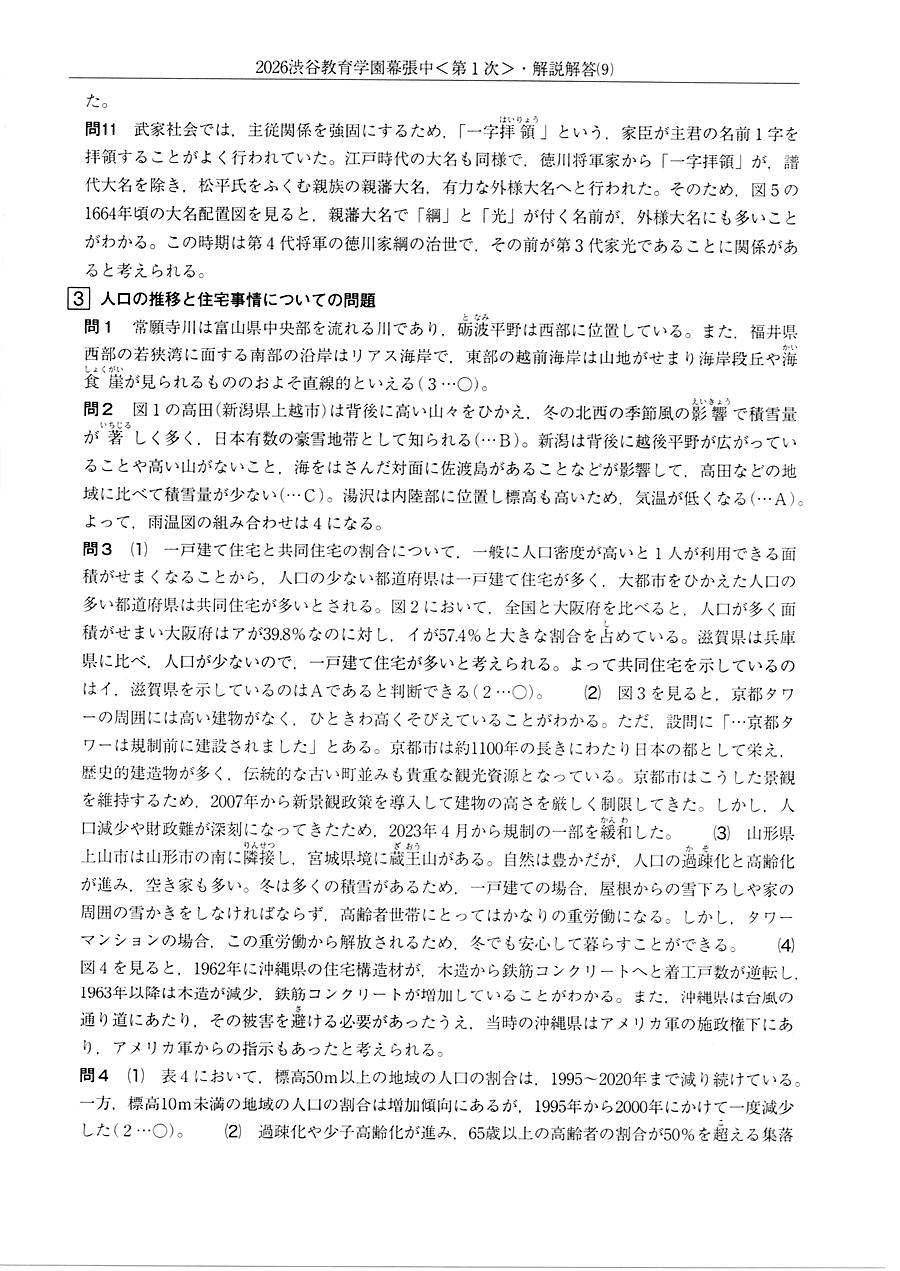 2026渋谷教育学園幕張中＜第1次＞・解説解答(9)
た。
問11　武家社会では，主従関係を強固にするため，「一字拝領」という，家臣が主君の名前1字を
拝領することがよく行われていた。江戸時代の大名も同様で，徳川将軍家から「一字拝領」が，譜
代大名を除き，松平氏をふくむ親族の親藩大名，有力な外様大名へと行われた。そのため，図5の
1664年頃の大名配置図を見ると，親藩大名で「綱」と「光」が付く名前が，外様大名にも多いこと
がわかる。この時期は第4代将軍の徳川家綱の治世で，その前が第3代家光であることに関係があ
ると考えられる。
3　人口の推移と住宅事情についての問題
問1　常願寺川は富山県中央部を流れる川であり，砺波平野は西部に位置している。また，福井県
西部の若狭湾に面する南部の沿岸はリアス海岸で，東部の越前海岸は山地がせまり海岸段丘や海
食崖が見られるもののおよそ直線的といえる(3…○)。
問2　図1の高田(新潟県上越市)は背後に高い山々をひかえ，冬の北西の季節風の影響で積雪量
が著しく多く，日本有数の豪雪地帯として知られる(…B)。新潟は背後に越後平野が広がってい
ることや高い山がないこと，海をはさんだ対面に佐渡島があることなどが影響して，高田などの地
域に比べて積雪量が少ない(…C)。湯沢は内陸部に位置し標高も高いため，気温が低くなる(…A)。
よって，雨温図の組み合わせは4になる。
問3　(1)　一戸建て住宅と共同住宅の割合について，一般に人口密度が高いと1人が利用できる面
積がせまくなることから，人口の少ない都道府県は一戸建て住宅が多く，大都市をひかえた人口の
多い都道府県は共同住宅が多いとされる。図2において，全国と大阪府を比べると，人口が多く面
積がせまい大阪府はアが39.8％なのに対し，イが57.4％と大きな割合を占めている。滋賀県は兵庫
県に比べ，人口が少ないので，一戸建て住宅が多いと考えられる。よって共同住宅を示しているの
はイ，滋賀県を示しているのはAであると判断できる(2…○)。　(2)　図3を見ると，京都タワ
ーの周囲には高い建物がなく，ひときわ高くそびえていることがわかる。ただ，設問に「…京都タ
ワーは規制前に建設されました」とある。京都市は約1100年の長きにわたり日本の都として栄え，
歴史的建造物が多く，伝統的な古い町並みも貴重な観光資源となっている。京都市はこうした景観
を維持するため，2007年から新景観政策を導入して建物の高さを厳しく制限してきた。しかし，人
口減少や財政難が深刻になってきたため，2023年4月から規制の一部を緩和した。　(3)　山形県
上山市は山形市の南に隣接し，宮城県境に蔵王山がある。自然は豊かだが，人口の過疎化と高齢化
が進み，空き家も多い。冬は多くの積雪があるため，一戸建ての場合，屋根からの雪下ろしや家の
周囲の雪かきをしなければならず，高齢者世帯にとってはかなりの重労働になる。しかし，タワー
マンションの場合，この重労働から解放されるため，冬でも安心して暮らすことができる。　(4)
図4を見ると，1962年に沖縄県の住宅構造材が，木造から鉄筋コンクリートへと着工戸数が逆転し，
1963年以降は木造が減少，鉄筋コンクリートが増加していることがわかる。また，沖縄県は台風の
通り道にあたり，その被害を避ける必要があったうえ，当時の沖縄県はアメリカ軍の施政権下にあ
り，アメリカ軍からの指示もあったと考えられる。
問4　(1)　表4において，標高50m以上の地域の人口の割合は，1995～2020年まで減り続けている。
一方，標高10m未満の地域の人口の割合は増加傾向にあるが，1995年から2000年にかけて一度減少
した(2…○)。　(2)　過疎化や少子高齢化が進み，65歳以上の高齢者の割合が50％を超える集落